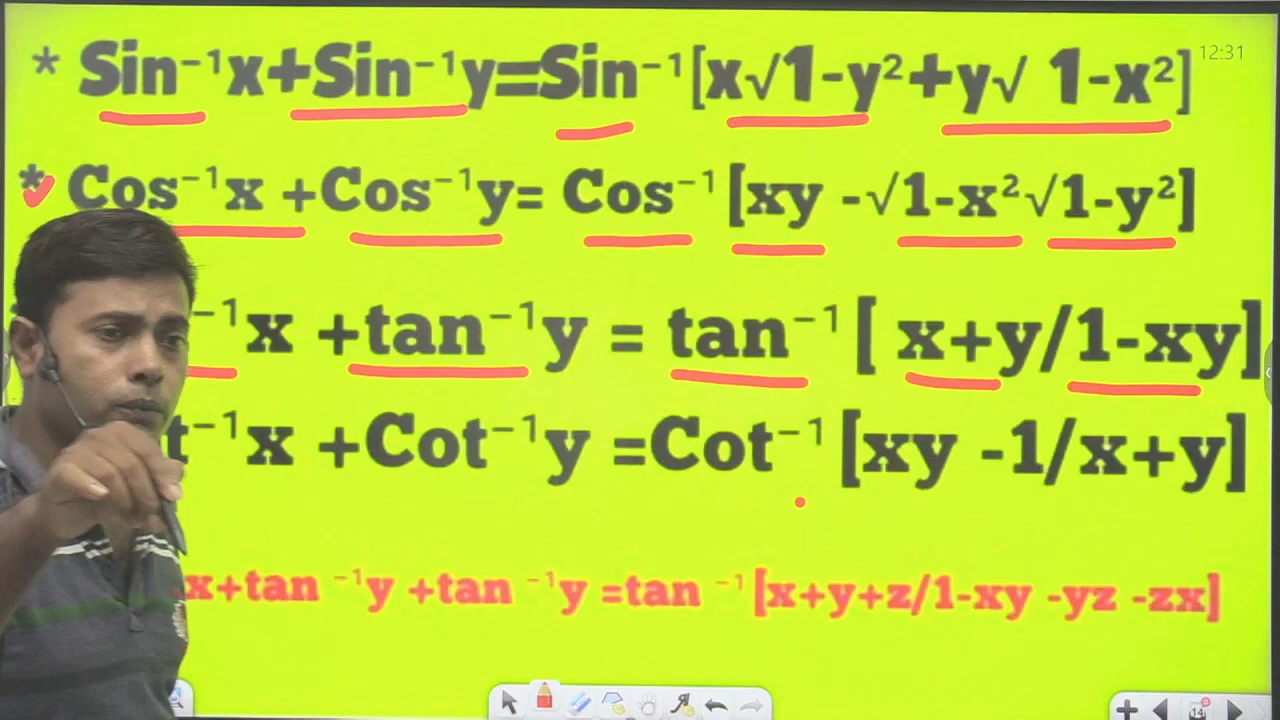 12:31
* Sin⁻¹x+Sin⁻¹y=Sin⁻¹[x√1-y²+y√ 1-x²]
* Cos⁻¹x +Cos⁻¹y= Cos⁻¹ [xy -√1-x²√1-y²]
⁻¹x +tan⁻¹y = tan⁻¹ [ x+y/1-xy]
t⁻¹x +Cot⁻¹y =Cot⁻¹ [xy -1/x+y]
x+tan ⁻¹y +tan ⁻¹y =tan ⁻¹[x+y+z/1-xy -yz -zx]
14